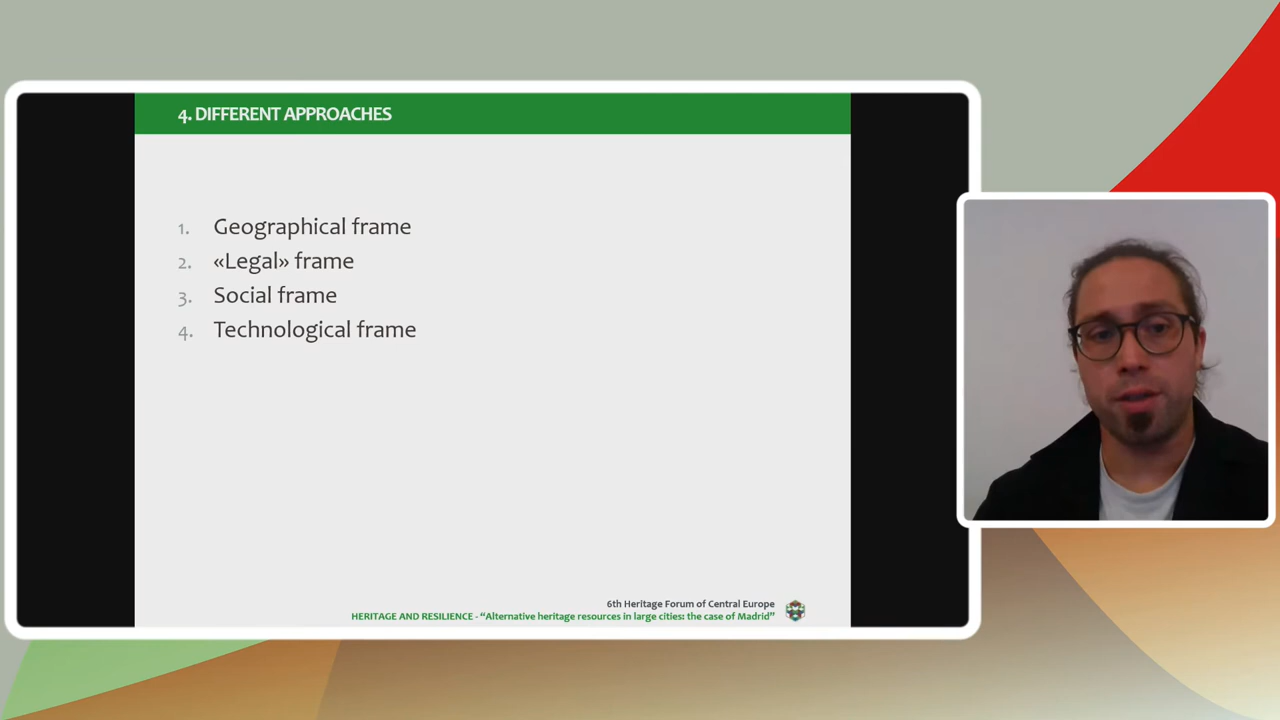 4. DIFFERENT APPROACHES
1. Geographical frame
2. «Legal» frame
3. Social frame
4. Technological frame
6th Heritage Forum of Central Europe
HERITAGE AND RESILIENCE - “Alternative heritage resources in large cities: the case of Madrid”